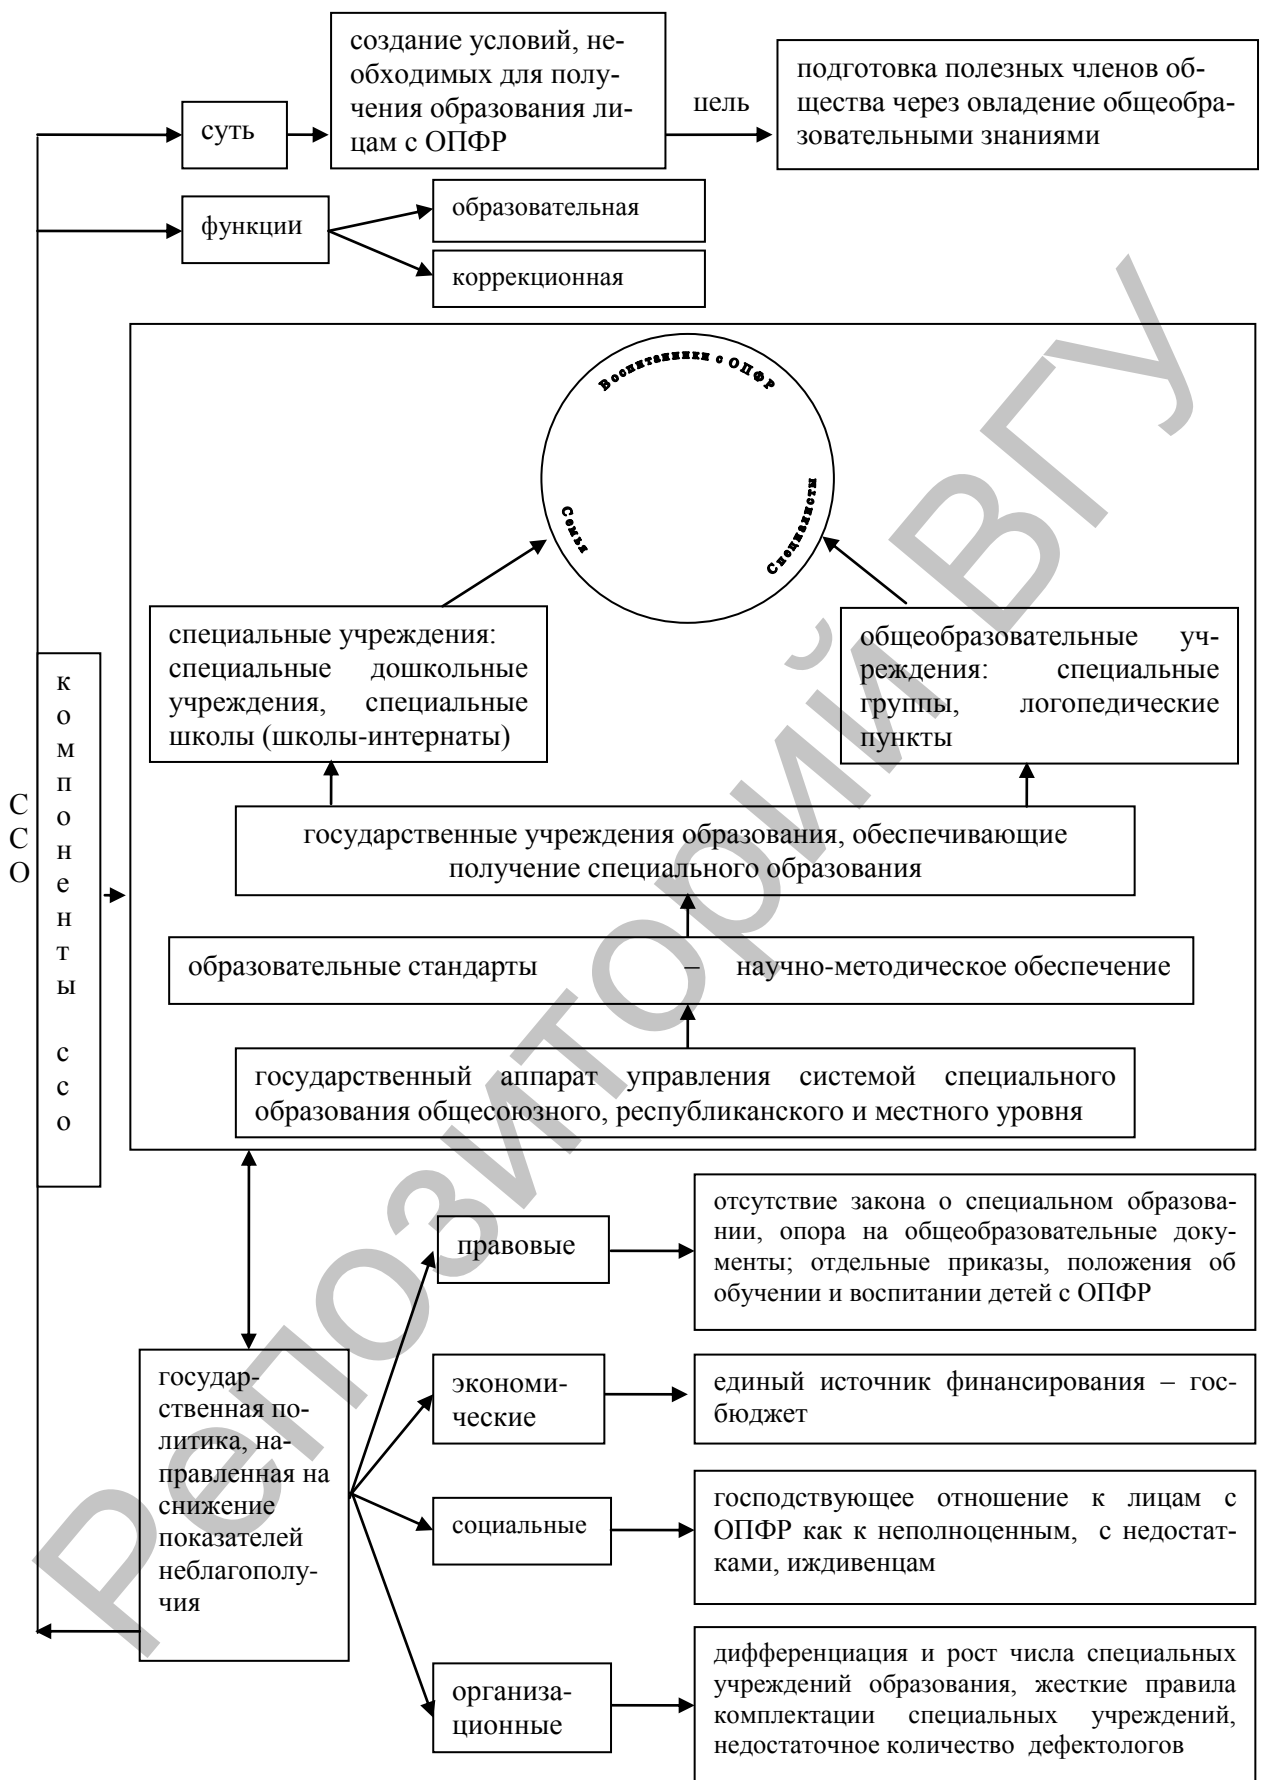 создание условий, не-
обходимых для полу-
чения образования ли-
цам с ОПФР
цель
подготовка полезных членов об-
щества через овладение общеобра-
зовательными знаниями
суть
функции
образовательная
коррекционная
Воспитанники с ОПФР
Семья
Специалисты
специальные учреждения:
специальные дошкольные
учреждения, специальные
школы (школы-интернаты)
общеобразовательные уч-
реждения: специальные
группы, логопедические
пункты
ССО
компоненты ссо
государственные учреждения образования, обеспечивающие
получение специального образования
образовательные стандарты – научно-методическое обеспечение
государственный аппарат управления системой специального
образования общесоюзного, республиканского и местного уровня
государ-
ственная по-
литика, на-
правленная на
снижение
показателей
неблагополу-
чия
правовые
отсутствие закона о специальном образова-
нии, опора на общеобразовательные доку-
менты; отдельные приказы, положения об
обучении и воспитании детей с ОПФР
экономи-
ческие
единый источник финансирования – гос-
бюджет
социальные
господствующее отношение к лицам с
ОПФР как к неполноценным, с недостат-
ками, иждивенцам
организа-
ционные
дифференциация и рост числа специальных
учреждений образования, жесткие правила
комплектации специальных учреждений,
недостаточное количество дефектологов
Репозиторий ВГУ